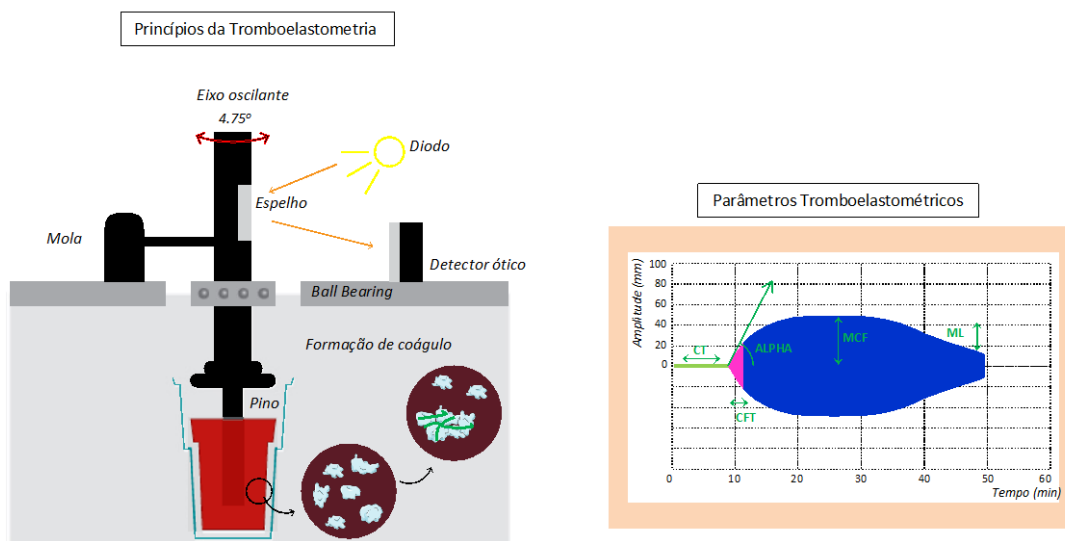 Princípios da Tromboelastometria
Eixo oscilante
4.75º
Diodo
Espelho
Mola
Detector ótico
Ball Bearing
Formação de coágulo
Pino
Parâmetros Tromboelastométricos
Amplitude (mm)
100
80
60
40
20
0
CT
ALPHA
CFT
MCF
ML
0
10
20
30
40
50
60
Tempo (min)